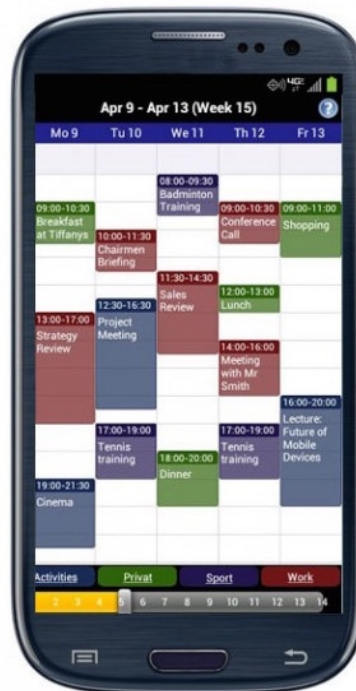 4G
Apr 9 - Apr 13 (Week 15)
?
Mo 9
Tu 10
We 11
Th 12
Fr 13
09:00-10:30
Breakfast
at Tiffanys
13:00-17:00
Strategy
Review
19:00-21:30
Cinema
10:00-11:30
Chairmen
Briefing
12:30-16:30
Project
Meeting
17:00-19:00
Tennis
training
08:00-09:30
Badminton
Training
11:30-14:30
Sales
Review
18:00-20:00
Dinner
09:00-10:30
Conference
Call
12:00-13:00
Lunch
14:00-16:00
Meeting
with Mr
Smith
17:00-19:00
Tennis
training
09:00-11:00
Shopping
16:00-20:00
Lecture:
Future of
Mobile
Devices
Activities
Privat
Sport
Work
2 3 4 5 6 7 8 9 10 11 12 13 14